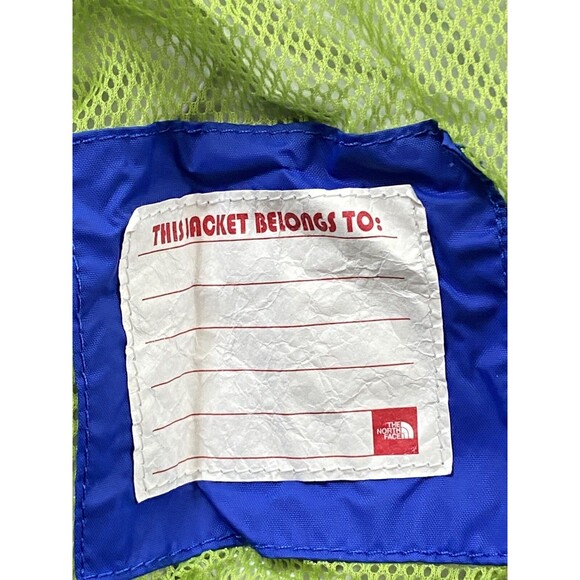 THIS JACKET BELONGS TO:
THE
NORTH
FACE